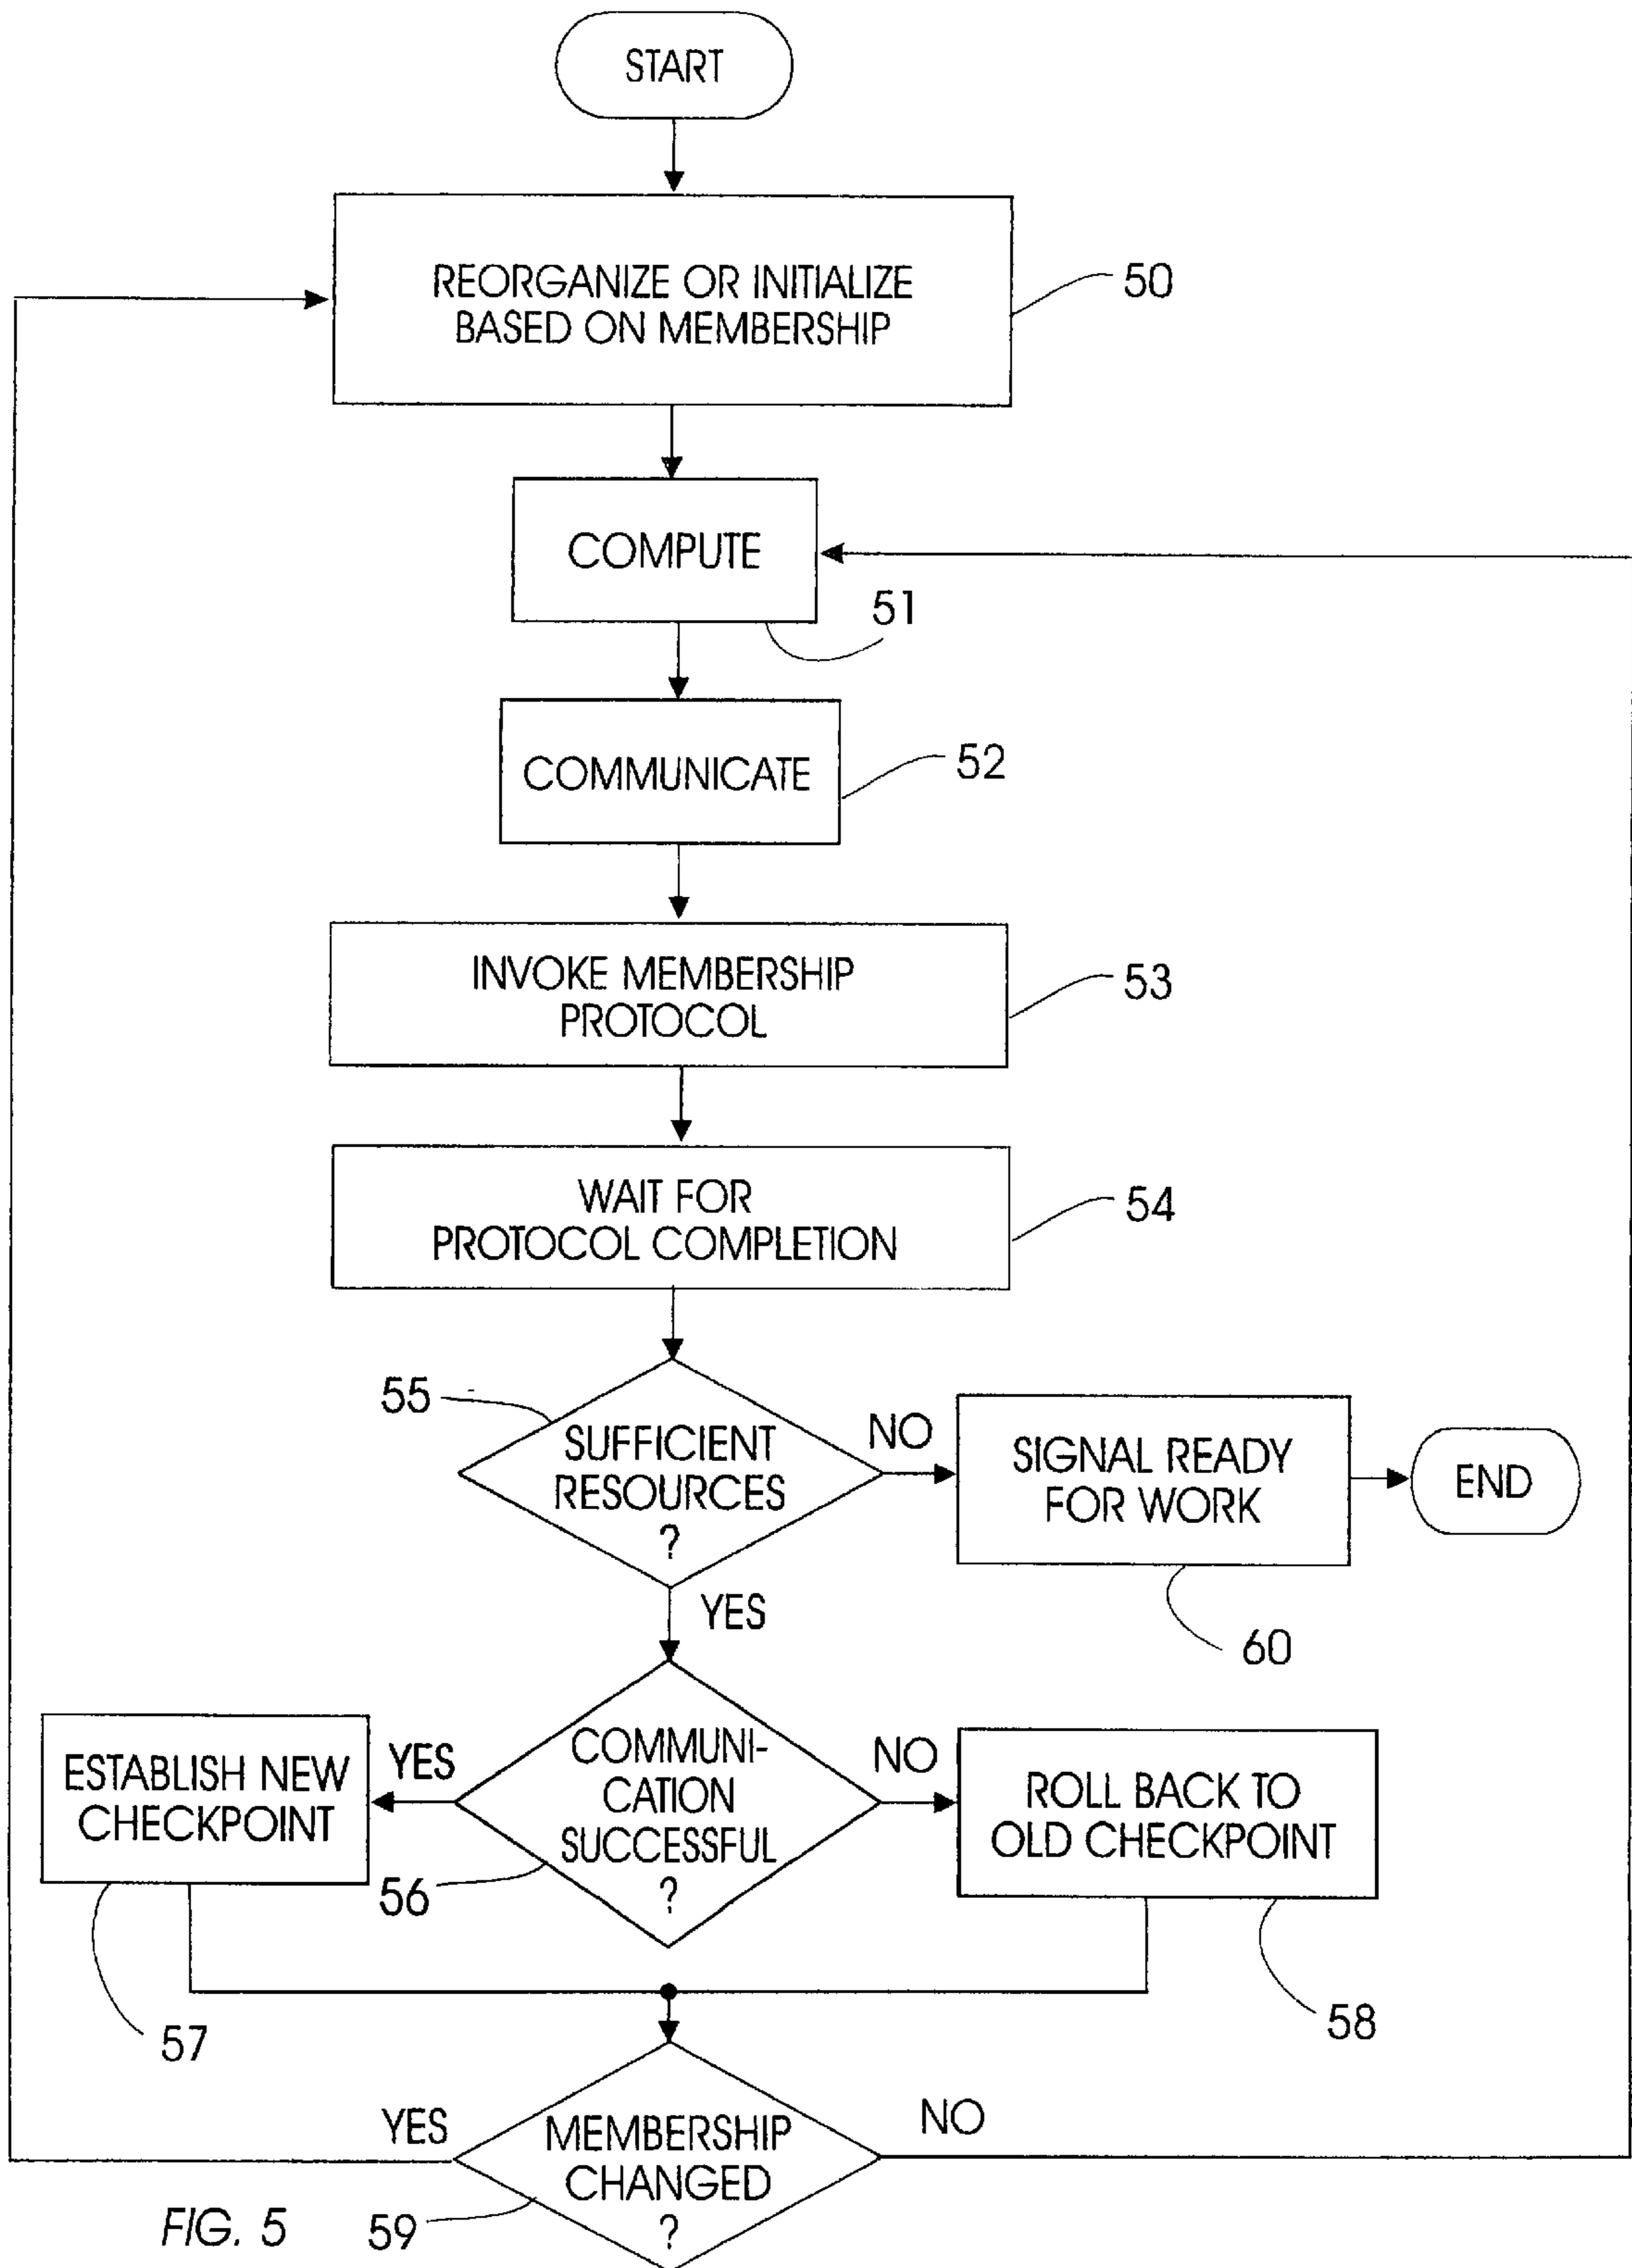 START
REORGANIZE OR INITIALIZE
BASED ON MEMBERSHIP
50
COMPUTE
51
COMMUNICATE
52
INVOKE MEMBERSHIP
PROTOCOL
53
WAIT FOR
PROTOCOL COMPLETION
54
55
SUFFICIENT
RESOURCES
?
NO
SIGNAL READY
FOR WORK
END
60
YES
COMMUNI-
CATION
SUCCESSFUL
?
56
YES
ESTABLISH NEW
CHECKPOINT
57
NO
ROLL BACK TO
OLD CHECKPOINT
58
MEMBERSHIP
CHANGED
?
YES
NO
59
FIG. 5